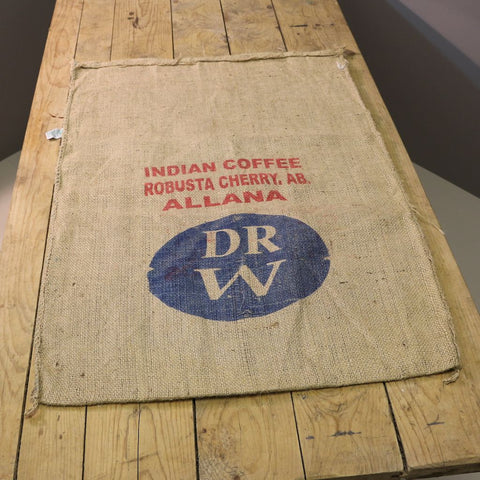 INDIAN COFFEE
ROBUSTA CHERRY, AB.
ALLANA
DR
W